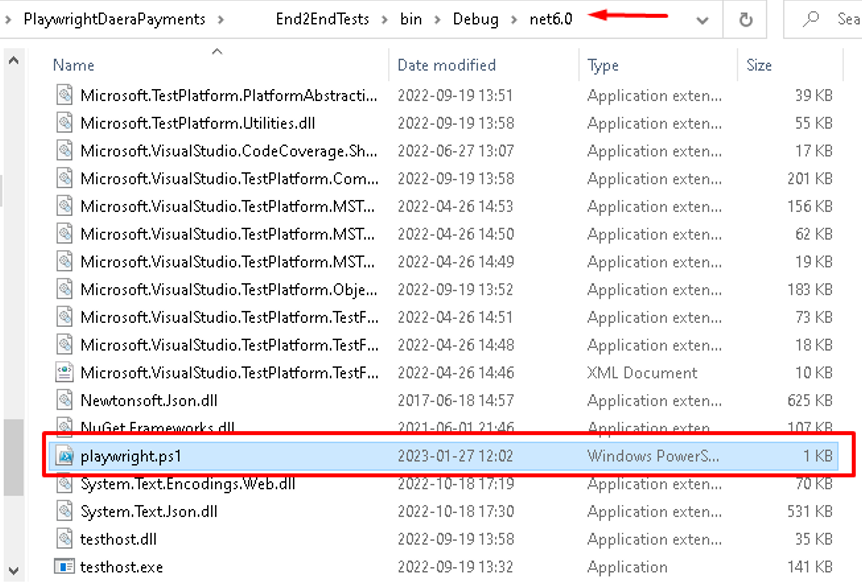 PlaywrightDaeraPayments > End2EndTests > bin > Debug > net6.0 Sea
Name Date modified Type Size
Microsoft.TestPlatform.PlatformAbstracti... 2022-09-19 13:51 Application exten... 39 KB
Microsoft.TestPlatform.Utilities.dll 2022-09-19 13:58 Application exten... 55 KB
Microsoft.VisualStudio.CodeCoverage.Sh... 2022-06-27 13:07 Application exten... 17 KB
Microsoft.VisualStudio.TestPlatform.Com... 2022-09-19 13:58 Application exten... 201 KB
Microsoft.VisualStudio.TestPlatform.MST... 2022-04-26 14:53 Application exten... 156 KB
Microsoft.VisualStudio.TestPlatform.MST... 2022-04-26 14:50 Application exten... 62 KB
Microsoft.VisualStudio.TestPlatform.MST... 2022-04-26 14:49 Application exten... 19 KB
Microsoft.VisualStudio.TestPlatform.Obje... 2022-09-19 13:52 Application exten... 183 KB
Microsoft.VisualStudio.TestPlatform.TestF... 2022-04-26 14:51 Application exten... 73 KB
Microsoft.VisualStudio.TestPlatform.TestF... 2022-04-26 14:48 Application exten... 18 KB
Microsoft.VisualStudio.TestPlatform.TestF... 2022-04-26 14:46 XML Document 10 KB
Newtonsoft.Json.dll 2017-06-18 14:57 Application exten... 625 KB
NuGet.Frameworks.dll 2021-06-01 21:46 Application exten... 107 KB
playwright.ps1 2023-01-27 12:02 Windows PowerS... 1 KB
System.Text.Encodings.Web.dll 2022-10-18 17:19 Application exten... 70 KB
System.Text.Json.dll 2022-10-18 17:30 Application exten... 531 KB
testhost.dll 2022-09-19 13:58 Application exten... 35 KB
testhost.exe 2022-09-19 13:32 Application 141 KB